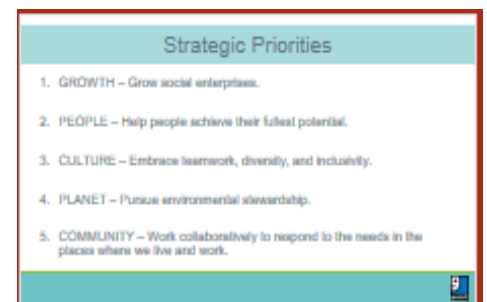 Strategic Priorities
1. GROWTH – Grow social enterprises.
2. PEOPLE – Help people achieve their fullest potential.
3. CULTURE – Embrace teamwork, diversity, and inclusivity.
4. PLANET – Pursue environmental stewardship.
5. COMMUNITY – Work collaboratively to respond to the needs in the
places where we live and work.